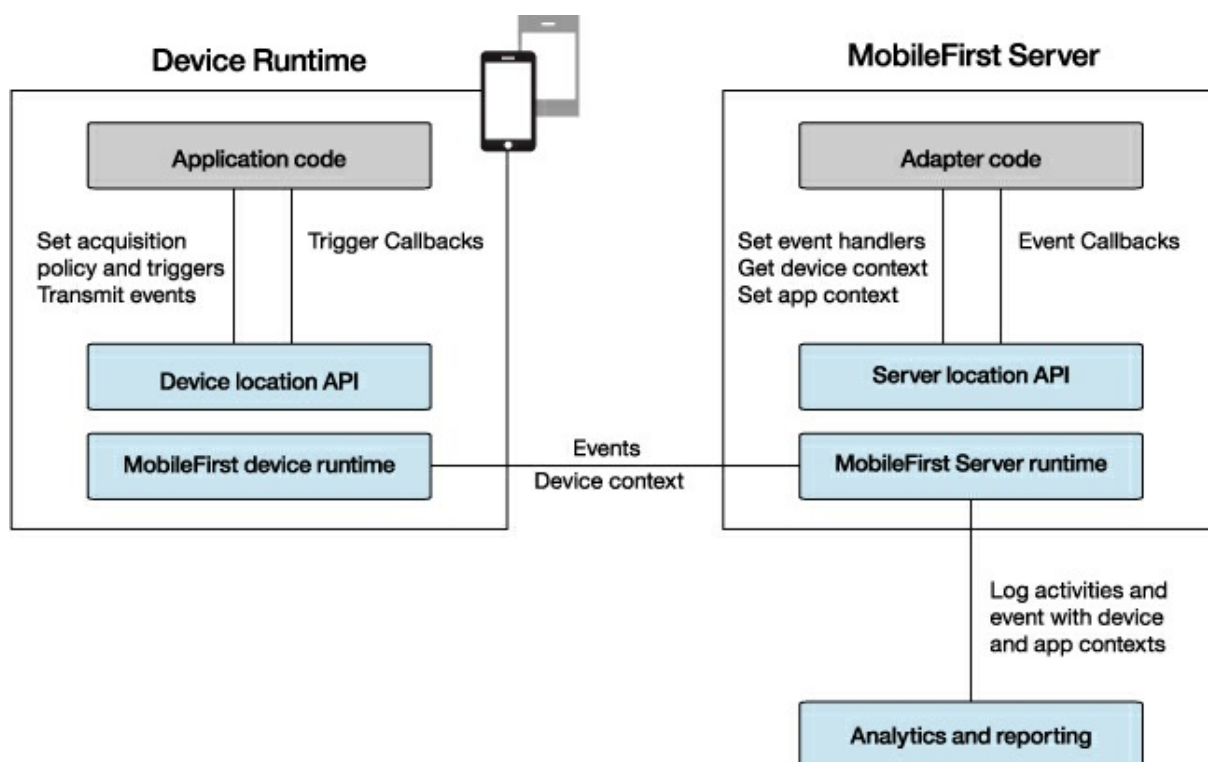 Device Runtime
MobileFirst Server
Application code
Set acquisition
policy and triggers
Transmit events
Trigger Callbacks
Device location API
MobileFirst device runtime
Events
Device context
Adapter code
Set event handlers
Get device context
Set app context
Event Callbacks
Server location API
MobileFirst Server runtime
Log activities and
event with device
and app contexts
Analytics and reporting